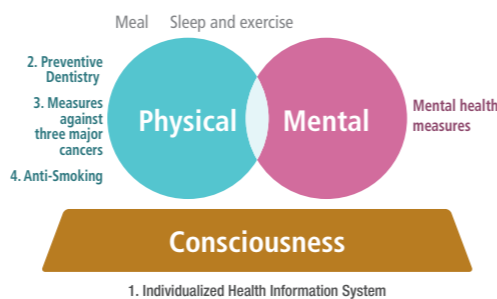 Meal Sleep and exercise
2. Preventive
Dentistry
3. Measures
against
three major
cancers
4. Anti-Smoking
Physical
Mental
Mental health
measures
Consciousness
1. Individualized Health Information System